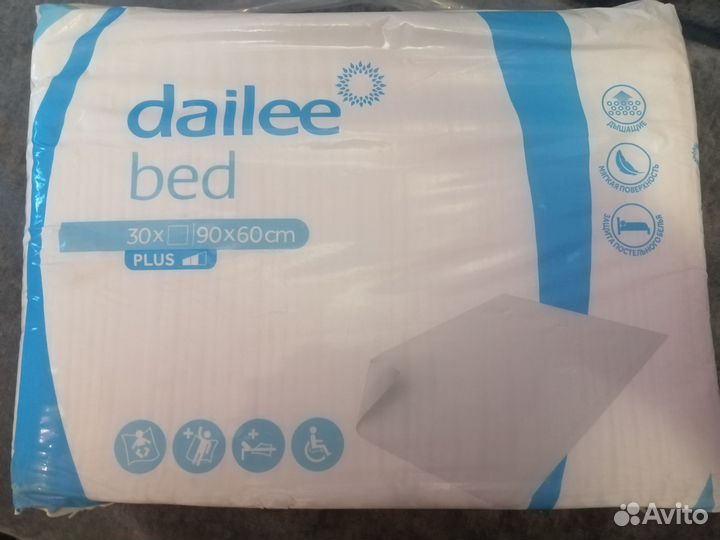 dailee
bed
30x 90x60cm
PLUS
ДЫШАЩИЕ
МЯГКАЯ ПОВЕРХНОСТЬ
ЗАЩИТА ПОСТЕЛЬНОГО БЕЛЬЯ
Avito